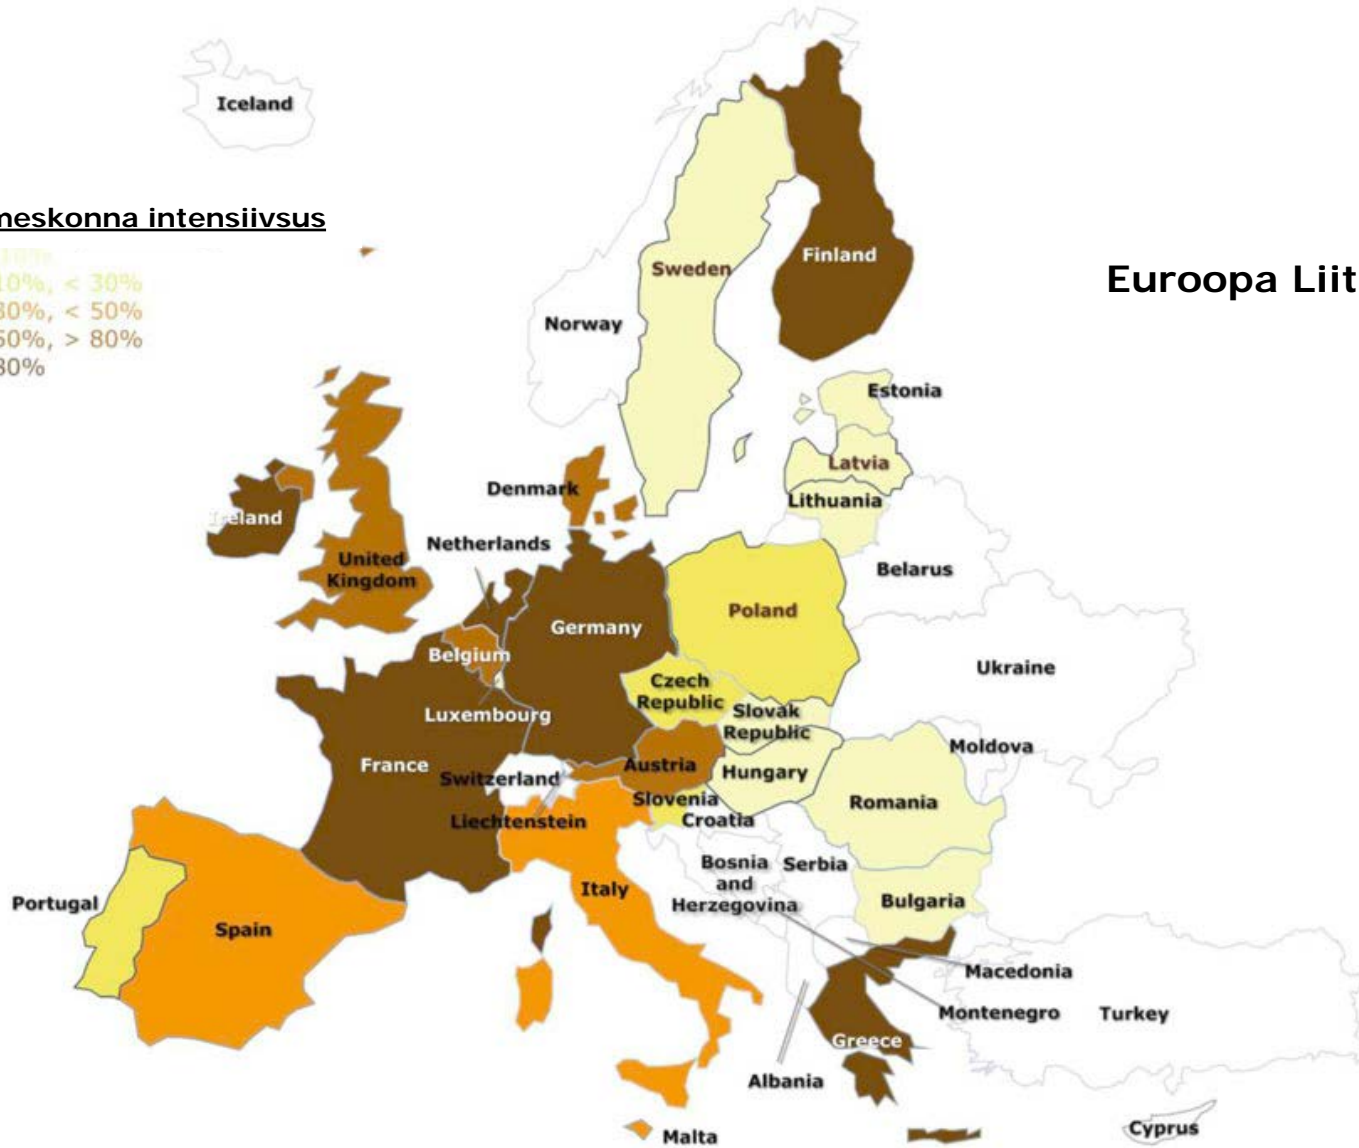 Iceland
meskonna intensiivsus
10%
10%, < 30%
30%, < 50%
50%, > 80%
80%
Euroopa Liit
Sweden
Finland
Norway
Estonia
Latvia
Lithuania
Denmark
Ireland
Netherlands
United
Kingdom
Belarus
Poland
Germany
Belgium
Ukraine
Czech
Republic
Luxembourg
Slovak
Republic
Moldova
France
Switzerland
Austria
Hungary
Slovenia
Romania
Liechtenstein
Croatia
Bosnia
and
Herzegovina
Serbia
Italy
Bulgaria
Portugal
Spain
Macedonia
Montenegro
Turkey
Greece
Albania
Cyprus
Malta